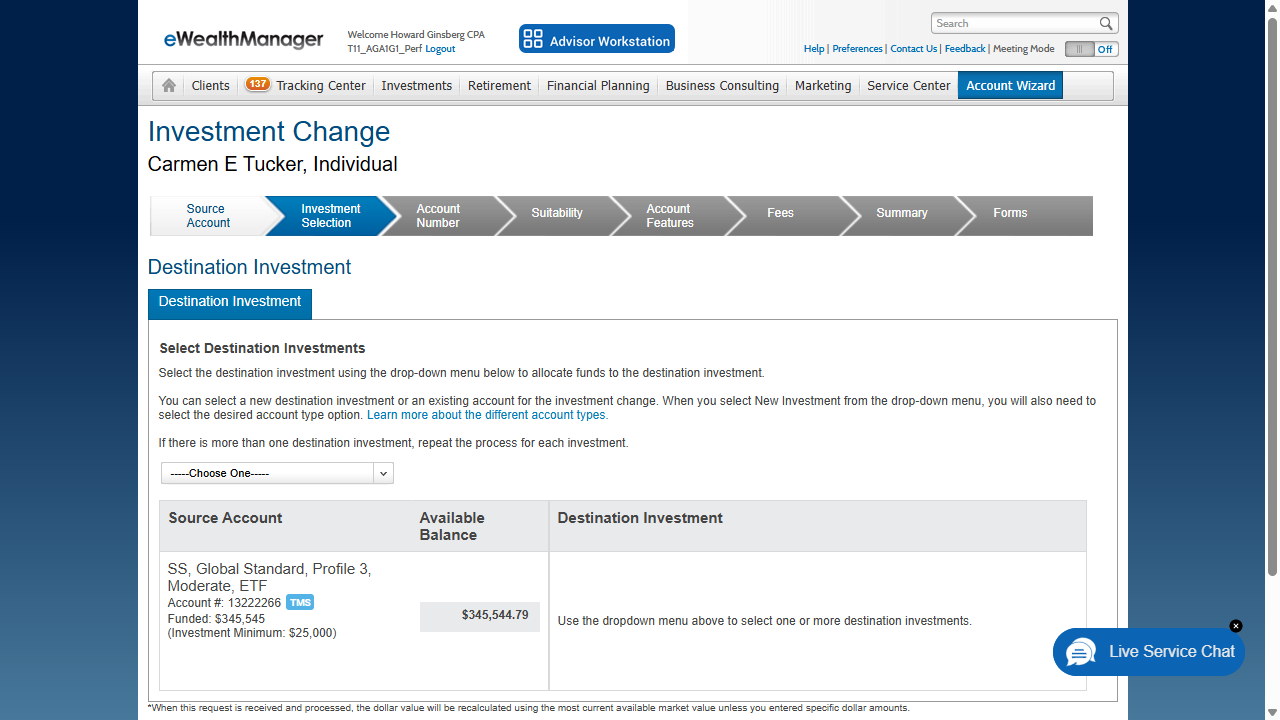 eWealthManager
Welcome Howard Ginsberg CPA
T11_AGA1G1_Perf Logout
Advisor Workstation
Search
Help | Preferences | Contact Us | Feedback | Meeting Mode Off
Clients 137 Tracking Center Investments Retirement Financial Planning Business Consulting Marketing Service Center Account Wizard
Investment Change
Carmen E Tucker, Individual
Source Account
Investment Selection
Account Number
Suitability
Account Features
Fees
Summary
Forms
Destination Investment
Destination Investment
Select Destination Investments
Select the destination investment using the drop-down menu below to allocate funds to the destination investment.
You can select a new destination investment or an existing account for the investment change. When you select New Investment from the drop-down menu, you will also need to
select the desired account type option. Learn more about the different account types.
If there is more than one destination investment, repeat the process for each investment.
-----Choose One-----
Source Account
Available Balance
Destination Investment
SS, Global Standard, Profile 3,
Moderate, ETF
Account #: 13222266 TMS
Funded: $345,545
(Investment Minimum: $25,000)
$345,544.79
Use the dropdown menu above to select one or more destination investments.
Live Service Chat
*When this request is received and processed, the dollar value will be recalculated using the most current available market value unless you entered specific dollar amounts.